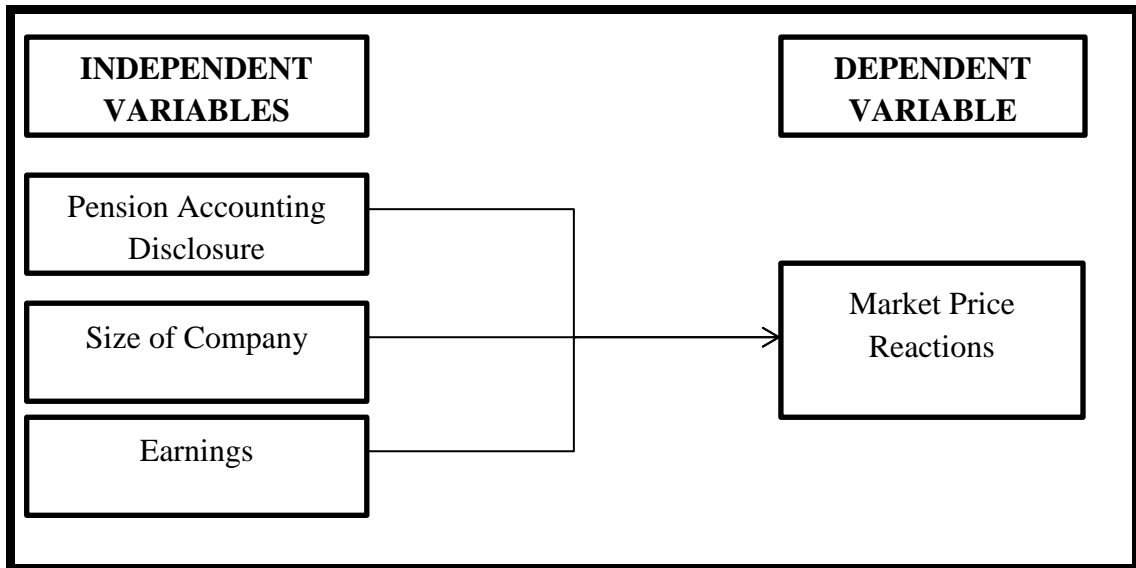 INDEPENDENT
VARIABLES
DEPENDENT
VARIABLE
Pension Accounting
Disclosure
Size of Company
Earnings
Market Price
Reactions